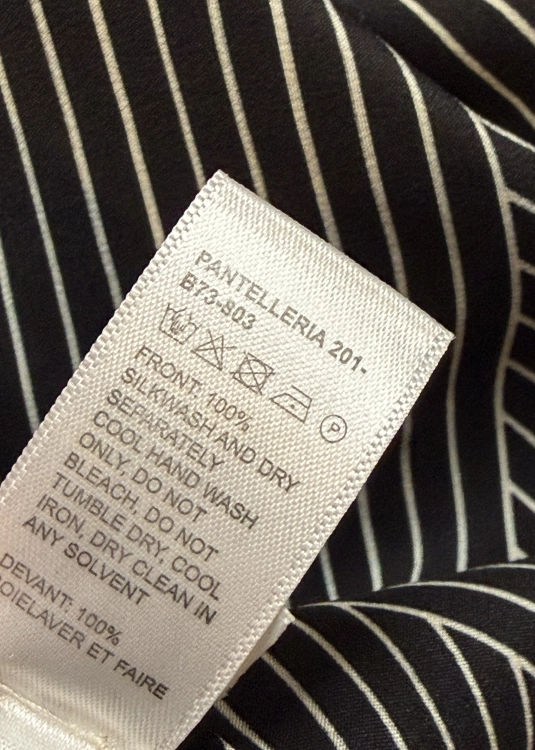 PANTELLERIA 201-
B73-803
P
FRONT: 100%
SILKWASH AND DRY
SEPARATELY
COOL HAND WASH
ONLY, DO NOT
BLEACH, DO NOT
TUMBLE DRY, COOL
IRON, DRY CLEAN IN
ANY SOLVENT
DEVANT: 100%
SOIELAVER ET FAIRE